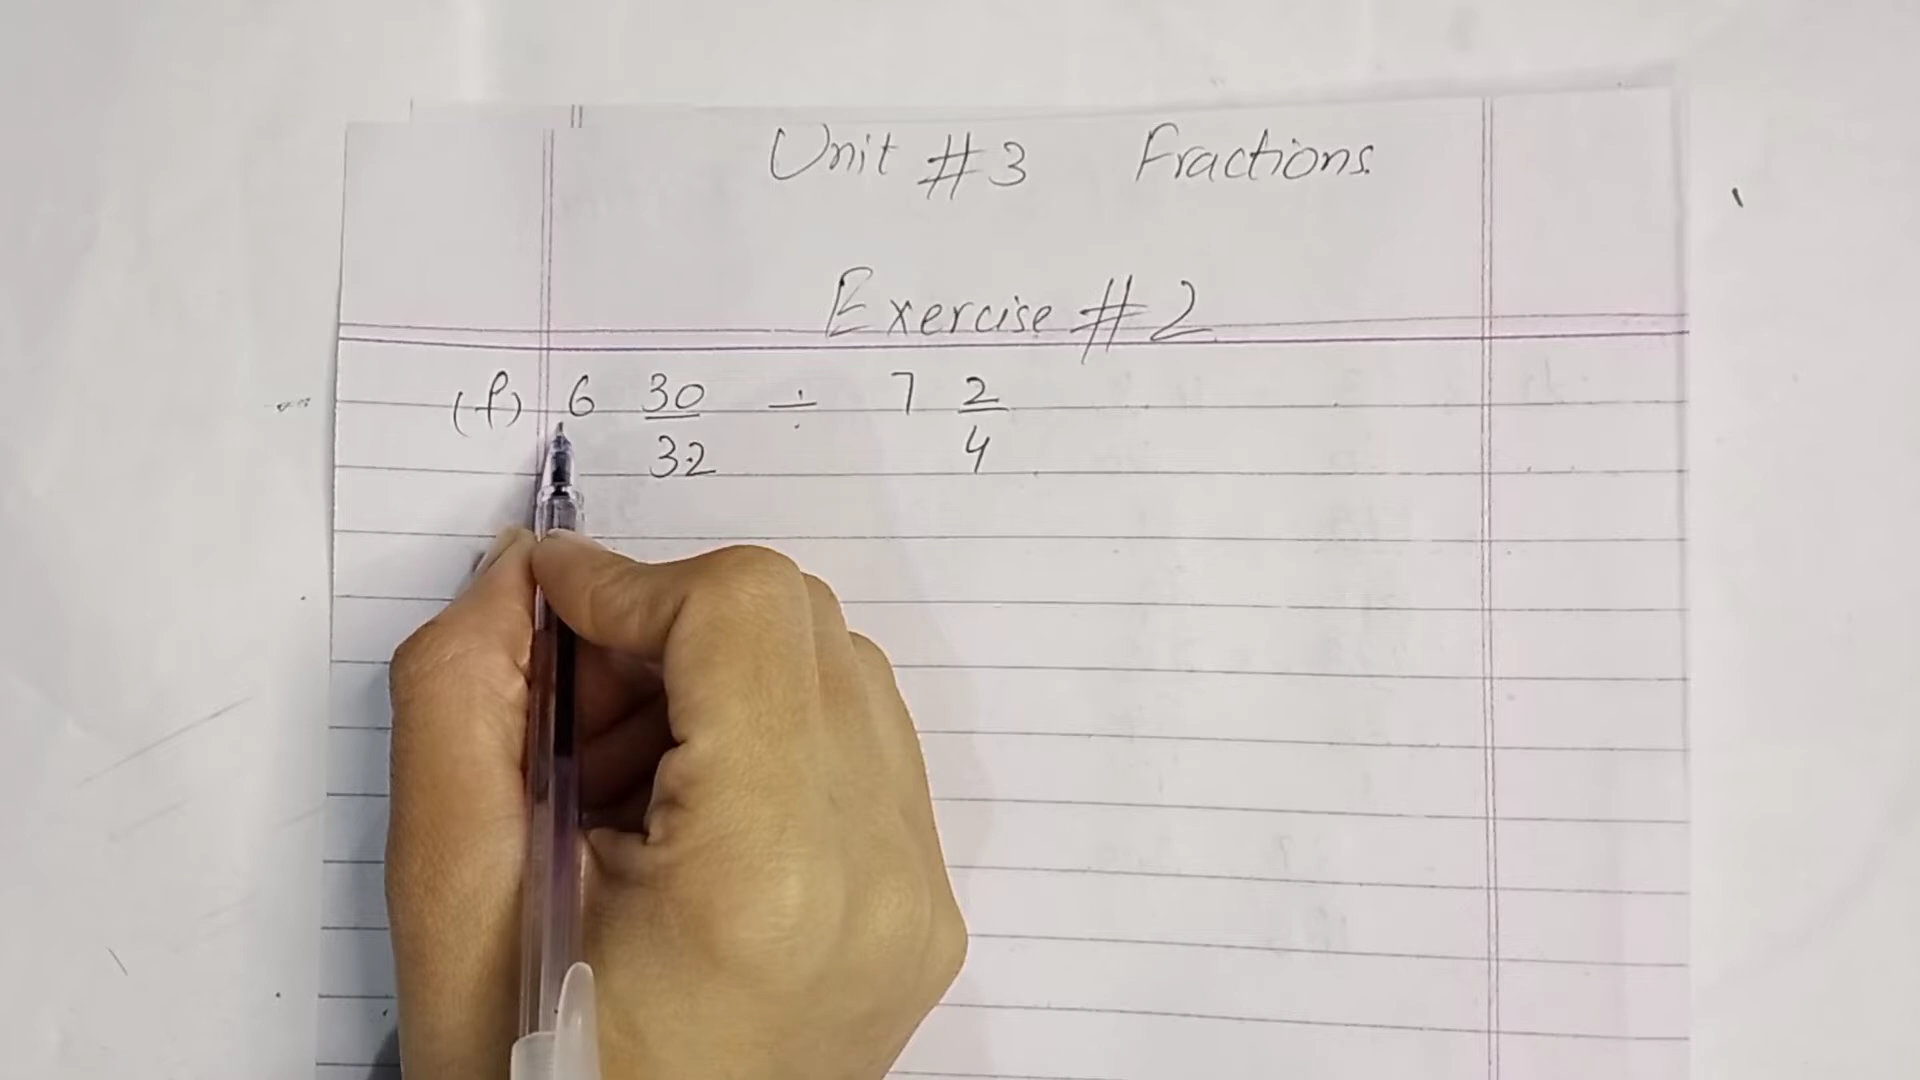 Unit #3 Fractions.
Exercise #2
(f) 6 30/32 ÷ 7 2/4